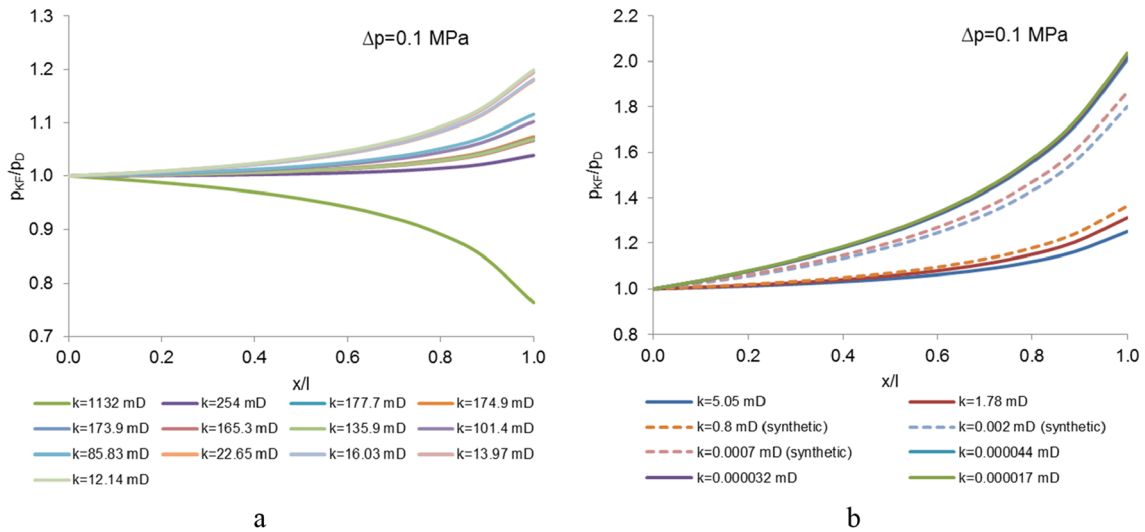 Δp=0.1 MPa
1.3
1.2
1.1
1.0
0.9
0.8
0.7
pKF/pD
0.0 0.2 0.4 0.6 0.8 1.0
x/l
k=1132 mD k=254 mD k=177.7 mD k=174.9 mD
k=173.9 mD k=165.3 mD k=135.9 mD k=101.4 mD
k=85.83 mD k=22.65 mD k=16.03 mD k=13.97 mD
k=12.14 mD
a
Δp=0.1 MPa
2.2
2.0
1.8
1.6
1.4
1.2
1.0
0.8
pKF/pD
0.0 0.2 0.4 0.6 0.8 1.0
x/l
k=5.05 mD k=1.78 mD
k=0.8 mD (synthetic) k=0.002 mD (synthetic)
k=0.0007 mD (synthetic) k=0.000044 mD
k=0.000032 mD k=0.000017 mD
b